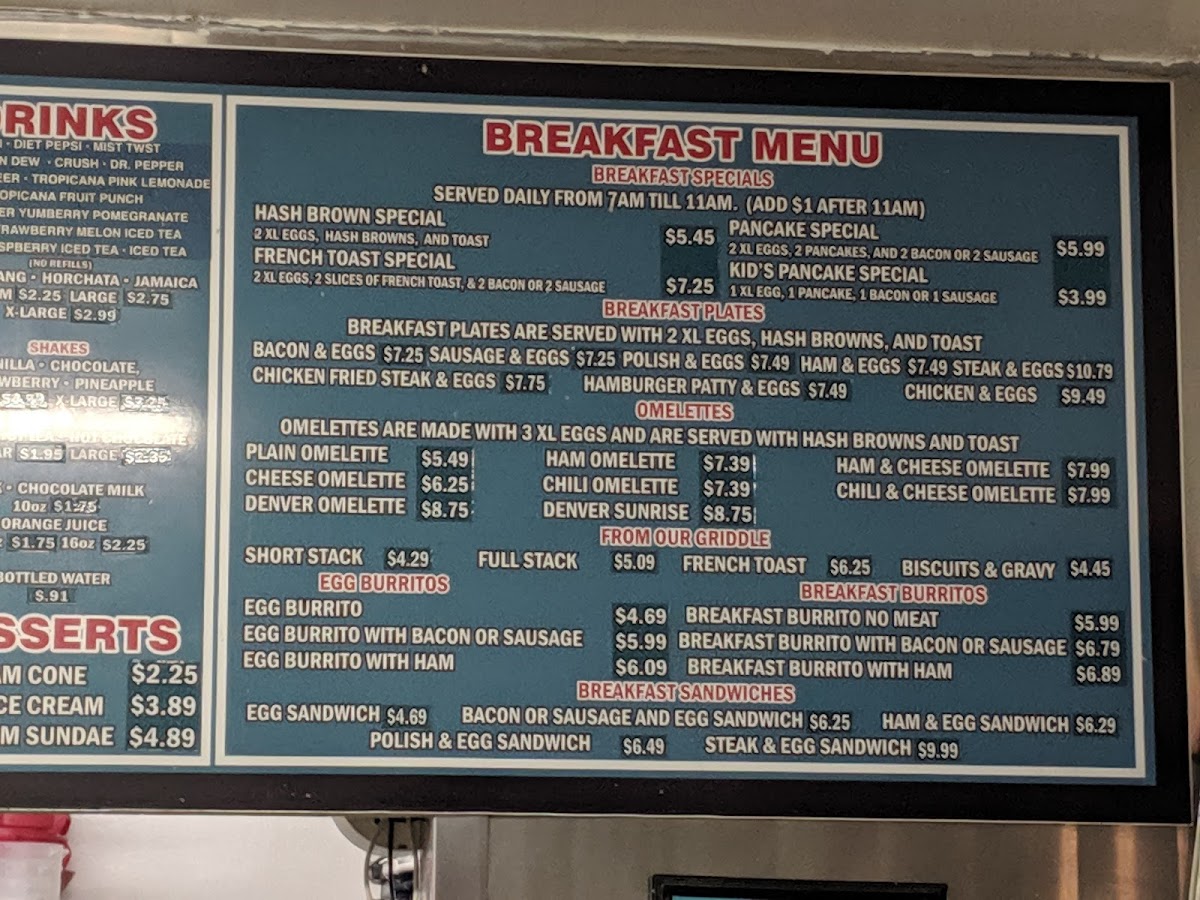 RINKS
· DIET PEPSI · MIST TWST
N DEW · CRUSH · DR. PEPPER
EER · TROPICANA PINK LEMONADE
OPICANA FRUIT PUNCH
ER YUMBERRY POMEGRANATE
TRAWBERRY MELON ICED TEA
SPBERRY ICED TEA · ICED TEA
(NO REFILLS)
ANG · HORCHATA · JAMAICA
M $2.25 LARGE $2.75
X-LARGE $2.99
SHAKES
NILLA · CHOCOLATE,
WBERRY · PINEAPPLE
X-LARGE
AR $1.95 LARGE $2.35
· CHOCOLATE MILK
10oz $1.75
ORANGE JUICE
$1.75 16oz $2.25
BOTTLED WATER
$.91
SSERTS
AM CONE $2.25
CE CREAM $3.89
M SUNDAE $4.89
BREAKFAST MENU
BREAKFAST SPECIALS
SERVED DAILY FROM 7AM TILL 11AM. (ADD $1 AFTER 11AM)
HASH BROWN SPECIAL
2 XL EGGS, HASH BROWNS, AND TOAST $5.45
FRENCH TOAST SPECIAL
2 XL EGGS, 2 SLICES OF FRENCH TOAST, & 2 BACON OR 2 SAUSAGE $7.25
PANCAKE SPECIAL
2 XL EGGS, 2 PANCAKES, AND 2 BACON OR 2 SAUSAGE $5.99
KID'S PANCAKE SPECIAL
1 XL EGG, 1 PANCAKE, 1 BACON OR 1 SAUSAGE $3.99
BREAKFAST PLATES
BREAKFAST PLATES ARE SERVED WITH 2 XL EGGS, HASH BROWNS, AND TOAST
BACON & EGGS $7.25 SAUSAGE & EGGS $7.25 POLISH & EGGS $7.49 HAM & EGGS $7.49 STEAK & EGGS $10.79
CHICKEN FRIED STEAK & EGGS $7.75 HAMBURGER PATTY & EGGS $7.49 CHICKEN & EGGS $9.49
OMELETTES
OMELETTES ARE MADE WITH 3 XL EGGS AND ARE SERVED WITH HASH BROWNS AND TOAST
PLAIN OMELETTE $5.49 HAM OMELETTE $7.39 HAM & CHEESE OMELETTE $7.99
CHEESE OMELETTE $6.25 CHILI OMELETTE $7.39 CHILI & CHEESE OMELETTE $7.99
DENVER OMELETTE $8.75 DENVER SUNRISE $8.75
FROM OUR GRIDDLE
SHORT STACK $4.29 FULL STACK $5.09 FRENCH TOAST $6.25 BISCUITS & GRAVY $4.45
EGG BURRITOS
EGG BURRITO $4.69
EGG BURRITO WITH BACON OR SAUSAGE $5.99
EGG BURRITO WITH HAM $6.09
BREAKFAST BURRITOS
BREAKFAST BURRITO NO MEAT $5.99
BREAKFAST BURRITO WITH BACON OR SAUSAGE $6.79
BREAKFAST BURRITO WITH HAM $6.89
BREAKFAST SANDWICHES
EGG SANDWICH $4.69 BACON OR SAUSAGE AND EGG SANDWICH $6.25 HAM & EGG SANDWICH $6.29
POLISH & EGG SANDWICH $6.49 STEAK & EGG SANDWICH $9.99